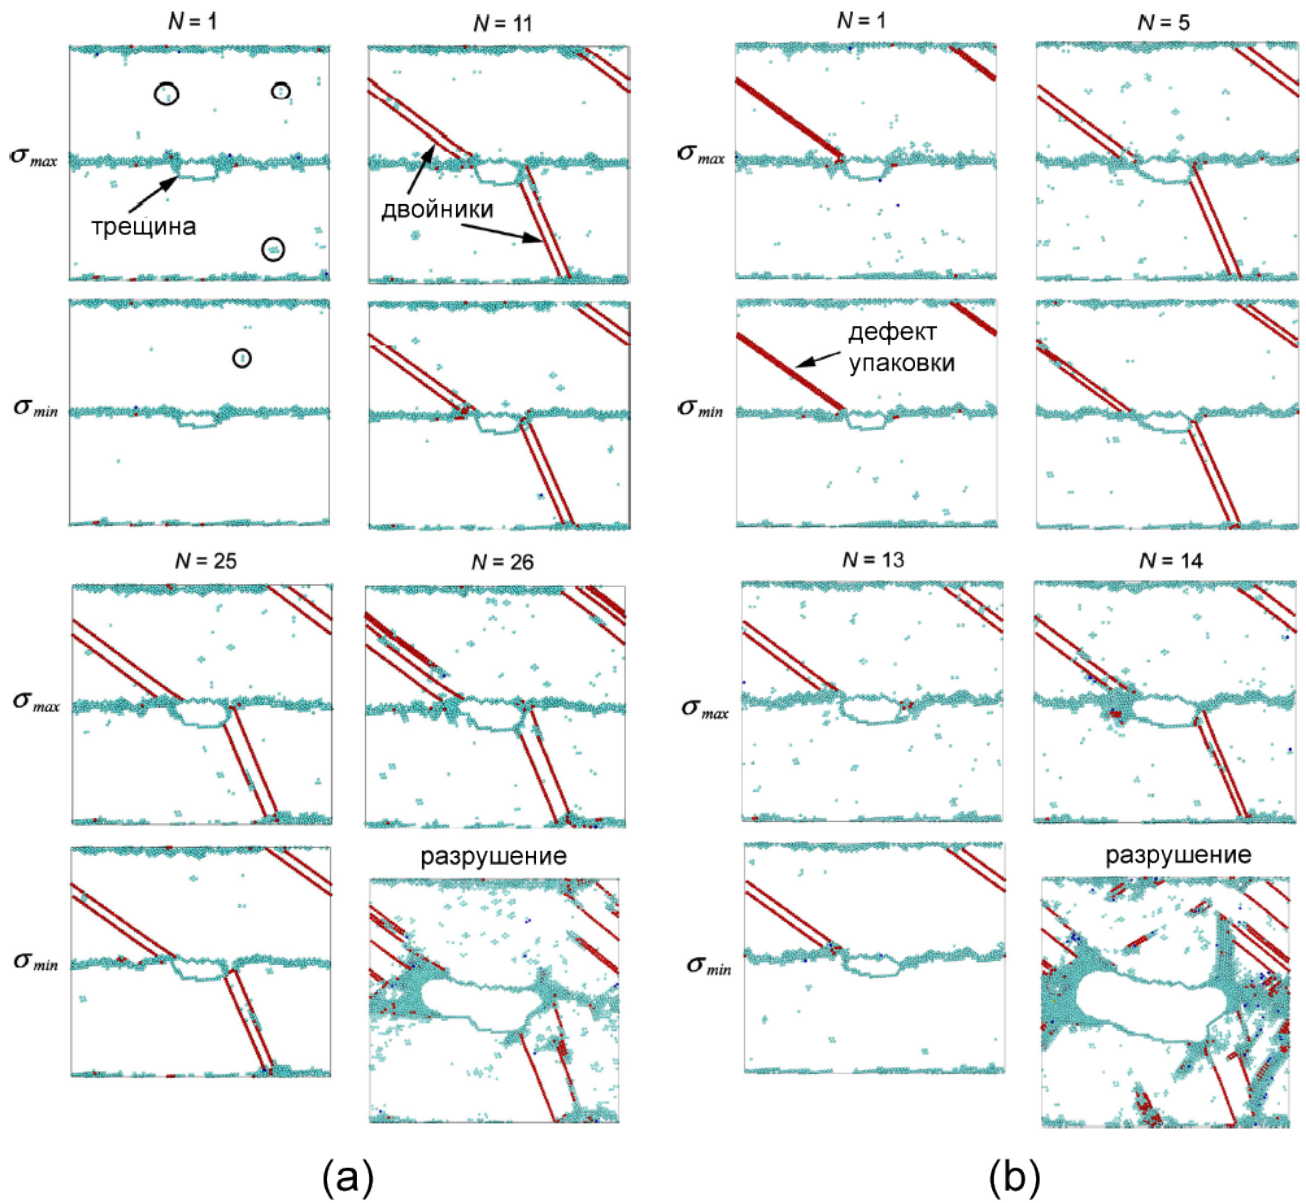 N = 1
N = 11
N = 1
N = 5
σmax
трещина
двойники
σmax
σmin
σmin
дефект
упаковки
N = 25
N = 26
N = 13
N = 14
σmax
σmax
разрушение
разрушение
σmin
σmin
(a)
(b)